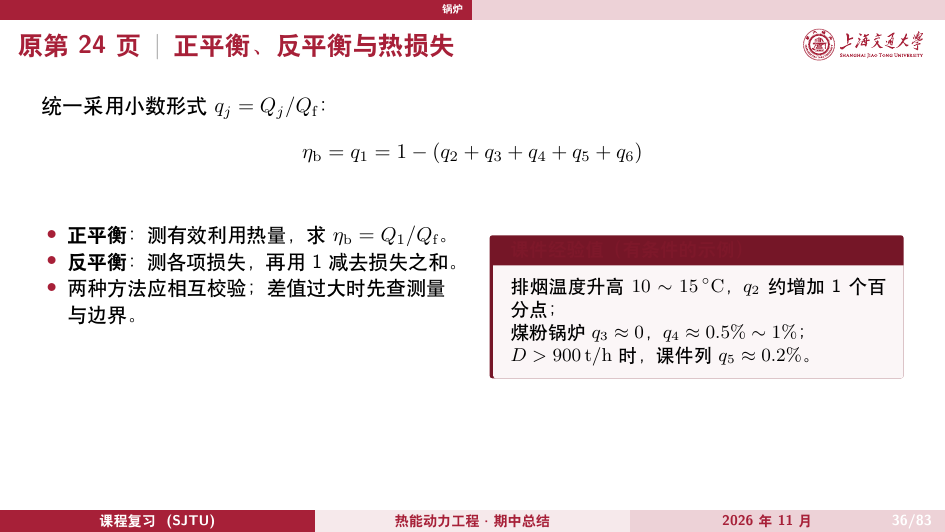 锅炉
原第 24 页 | 正平衡、反平衡与热损失
上海交通大学
SHANGHAI JIAO TONG UNIVERSITY
统一采用小数形式 q_j = Q_j/Q_f：
η_b = q_1 = 1 − (q_2 + q_3 + q_4 + q_5 + q_6)
• 正平衡：测有效利用热量，求 η_b = Q_1/Q_f。
• 反平衡：测各项损失，再用 1 减去损失之和。
• 两种方法应相互校验；差值过大时先查测量
与边界。
排烟温度升高 10 ∼ 15 °C，q_2 约增加 1 个百
分点；
煤粉锅炉 q_3 ≈ 0，q_4 ≈ 0.5% ∼ 1%；
D > 900 t/h 时，课件列 q_5 ≈ 0.2%。
课程复习 (SJTU)
热能动力工程 · 期中总结
2026 年 11 月
36/83